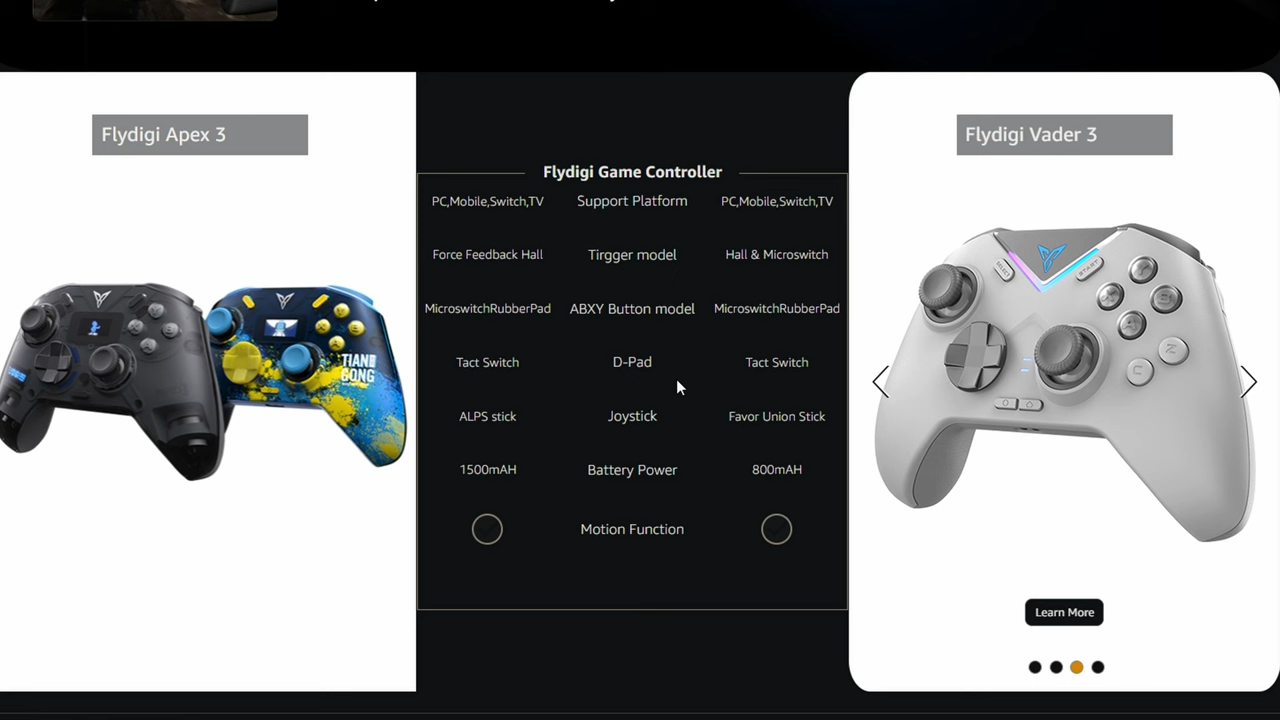 Flydigi Apex 3
TIAN
GONG
Flydigi Game Controller
PC,Mobile,Switch,TV Support Platform PC,Mobile,Switch,TV
Force Feedback Hall Tirgger model Hall & Microswitch
MicroswitchRubberPad ABXY Button model MicroswitchRubberPad
Tact Switch D-Pad Tact Switch
ALPS stick Joystick Favor Union Stick
1500mAH Battery Power 800mAH
Motion Function
Flydigi Vader 3
SELECT
START
Y
X
B
A
Z
C
Learn More